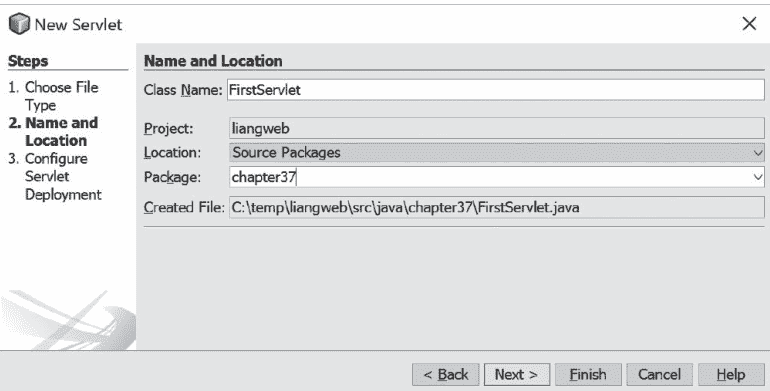 New Servlet
Steps
1. Choose File
Type
2. Name and
Location
3. Configure
Servlet
Deployment
Name and Location
Class Name: FirstServlet
Project: liangweb
Location: Source Packages
Package: chapter37
Created File: C:\temp\liangweb\src\java\chapter37\FirstServlet.java
< Back Next > Finish Cancel Help